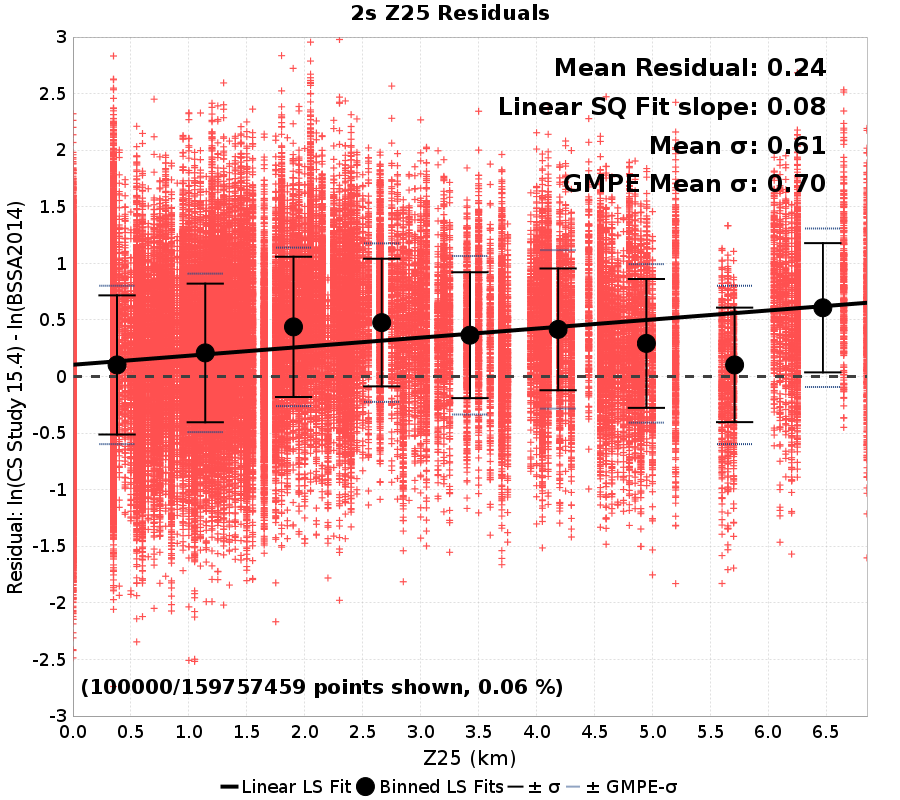 2s Z25 Residuals
Mean Residual: 0.24
Linear SQ Fit slope: 0.08
Mean σ: 0.61
GMPE Mean σ: 0.70
Residual: ln(CS Study 15.4) - ln(BSSA2014)
3
2.5
2
1.5
1
0.5
0
-0.5
-1
-1.5
-2
-2.5
-3
(100000/159757459 points shown, 0.06 %)
0.0 0.5 1.0 1.5 2.0 2.5 3.0 3.5 4.0 4.5 5.0 5.5 6.0 6.5
Z25 (km)
Linear LS Fit Binned LS Fits ± σ ± GMPE-σ